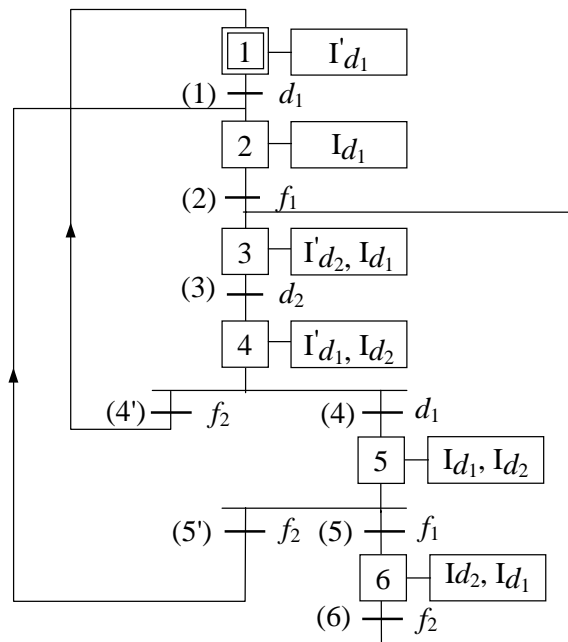 1 I'd₁
(1) d₁
2 Id₁
(2) f₁
3 I'd₂, Id₁
(3) d₂
4 I'd₁, Id₂
(4') f₂ (4) d₁
5 Id₁, Id₂
(5') f₂ (5) f₁
6 Id₂, Id₁
(6) f₂